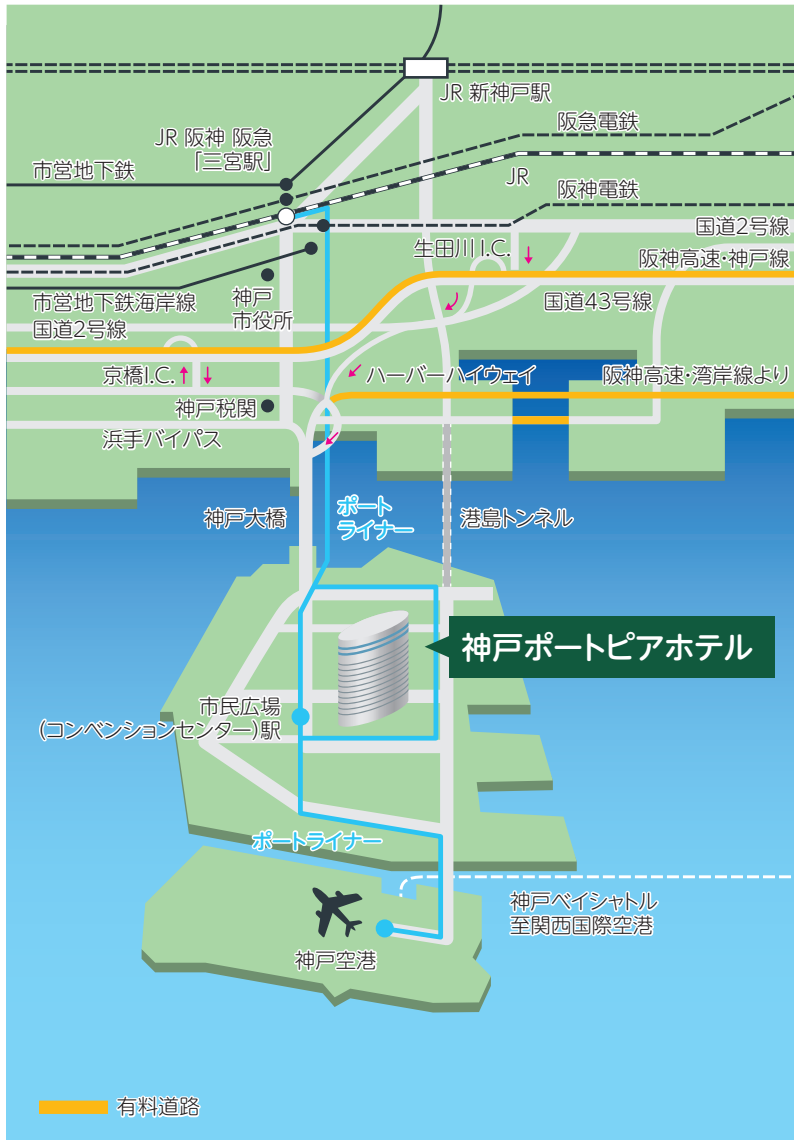 JR 新神戸駅
JR 阪神 阪急
「三宮駅」
阪急電鉄
市営地下鉄
JR
阪神電鉄
国道2号線
生田川I.C.
阪神高速・神戸線
市営地下鉄海岸線
神戸
市役所
国道43号線
国道2号線
京橋I.C.
ハーバーハイウェイ
阪神高速・湾岸線より
神戸税関
浜手バイパス
神戸大橋
ポート
ライナー
港島トンネル
神戸ポートピアホテル
市民広場
(コンベンションセンター)駅
ポートライナー
神戸ベイシャトル
至関西国際空港
神戸空港
有料道路